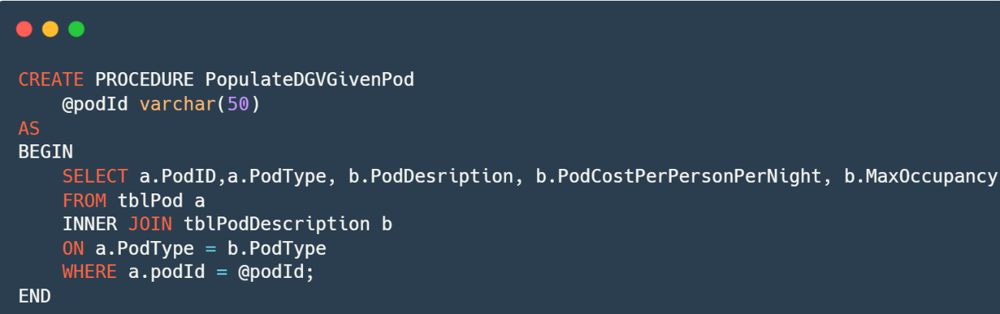 CREATE PROCEDURE PopulateDGVGivenPod
@podId varchar(50)
AS
BEGIN
SELECT a.PodID,a.PodType, b.PodDesription, b.PodCostPerPersonPerNight, b.MaxOccupancy
FROM tblPod a
INNER JOIN tblPodDescription b
ON a.PodType = b.PodType
WHERE a.podId = @podId;
END